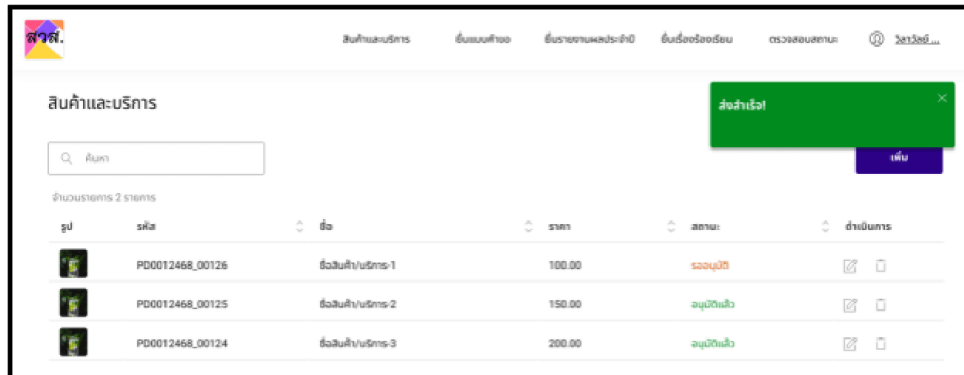 สวส.
สินค้าและบริการ ยื่นแบบคำขอ ยื่นรายงานผลประจำปี ยื่นเรื่องร้องเรียน ตรวจสอบสถานะ วิลาวัลย์ ...
สินค้าและบริการ
ส่งสำเร็จ!
ค้นหา
เพิ่ม
จำนวนรายการ 2 รายการ
รูป รหัส ชื่อ ราคา สถานะ ดำเนินการ
PD0012468_00126 ชื่อสินค้า/บริการ-1 100.00 รออนุมัติ
PD0012468_00125 ชื่อสินค้า/บริการ-2 150.00 อนุมัติแล้ว
PD0012468_00124 ชื่อสินค้า/บริการ-3 200.00 อนุมัติแล้ว